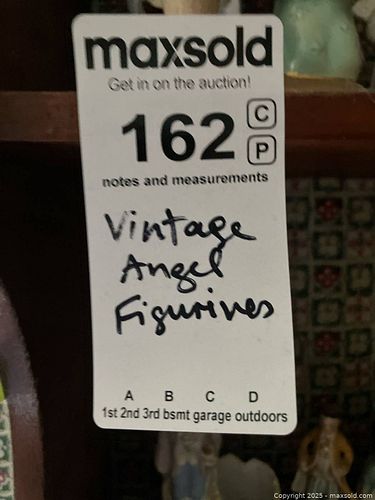 maxsold
Get in on the auction!
162 C
P
notes and measurements
Vintage
Angel
Figurines
A B C D
1st 2nd 3rd bsmt garage outdoors
Copyright 2025 - maxsold.com